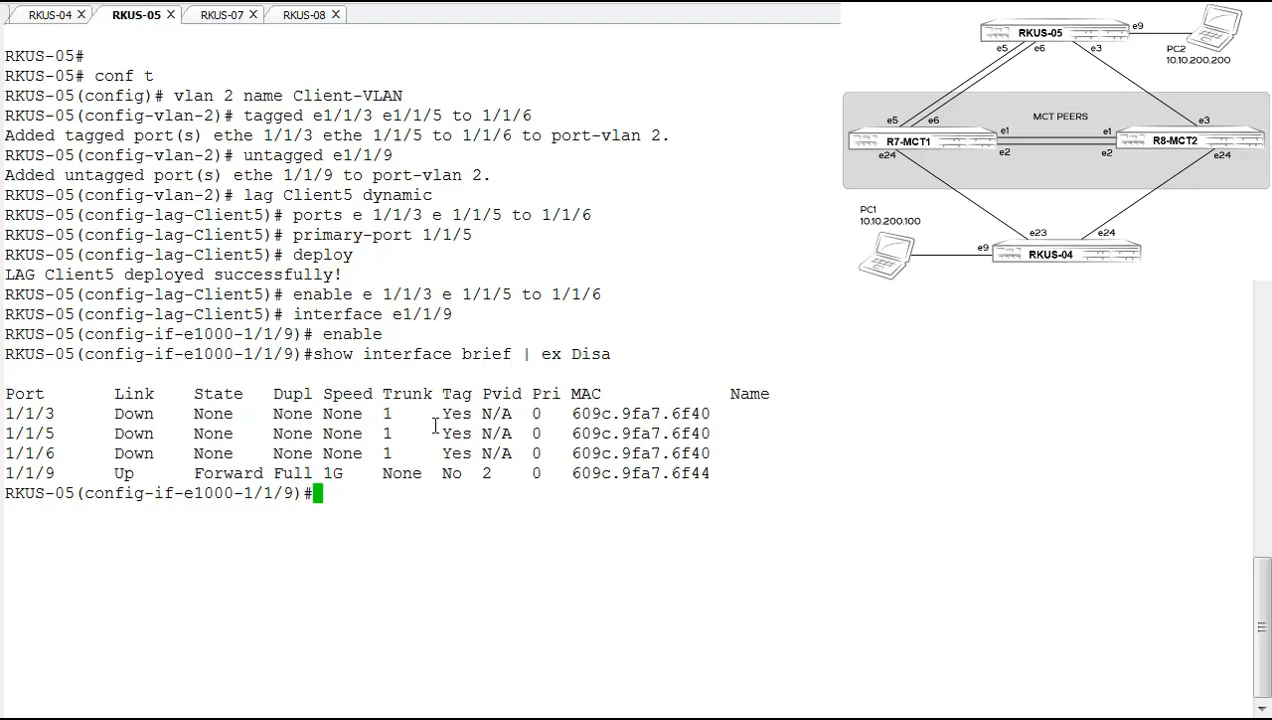 RKUS-04 X RKUS-05 X RKUS-07 X RKUS-08 X
RKUS-05#
RKUS-05# conf t
RKUS-05(config)# vlan 2 name Client-VLAN
RKUS-05(config-vlan-2)# tagged e1/1/3 e1/1/5 to 1/1/6
Added tagged port(s) ethe 1/1/3 ethe 1/1/5 to 1/1/6 to port-vlan 2.
RKUS-05(config-vlan-2)# untagged e1/1/9
Added untagged port(s) ethe 1/1/9 to port-vlan 2.
RKUS-05(config-vlan-2)# lag Client5 dynamic
RKUS-05(config-lag-Client5)# ports e 1/1/3 e 1/1/5 to 1/1/6
RKUS-05(config-lag-Client5)# primary-port 1/1/5
RKUS-05(config-lag-Client5)# deploy
LAG Client5 deployed successfully!
RKUS-05(config-lag-Client5)# enable e 1/1/3 e 1/1/5 to 1/1/6
RKUS-05(config-lag-Client5)# interface e1/1/9
RKUS-05(config-if-e1000-1/1/9)# enable
RKUS-05(config-if-e1000-1/1/9)#show interface brief | ex Disa
Port Link State Dupl Speed Trunk Tag Pvid Pri MAC Name
1/1/3 Down None None None 1 Yes N/A 0 609c.9fa7.6f40
1/1/5 Down None None None 1 Yes N/A 0 609c.9fa7.6f40
1/1/6 Down None None None 1 Yes N/A 0 609c.9fa7.6f40
1/1/9 Up Forward Full 1G None No 2 0 609c.9fa7.6f44
RKUS-05(config-if-e1000-1/1/9)#
RKUS-05
e9
e5 e6 e3
PC2
10.10.200.200
MCT PEERS
e5 e6 e3
R7-MCT1
e1 e1
R8-MCT2
e24 e2 e2 e24
PC1
10.10.200.100
e23 e24
e9
RKUS-04